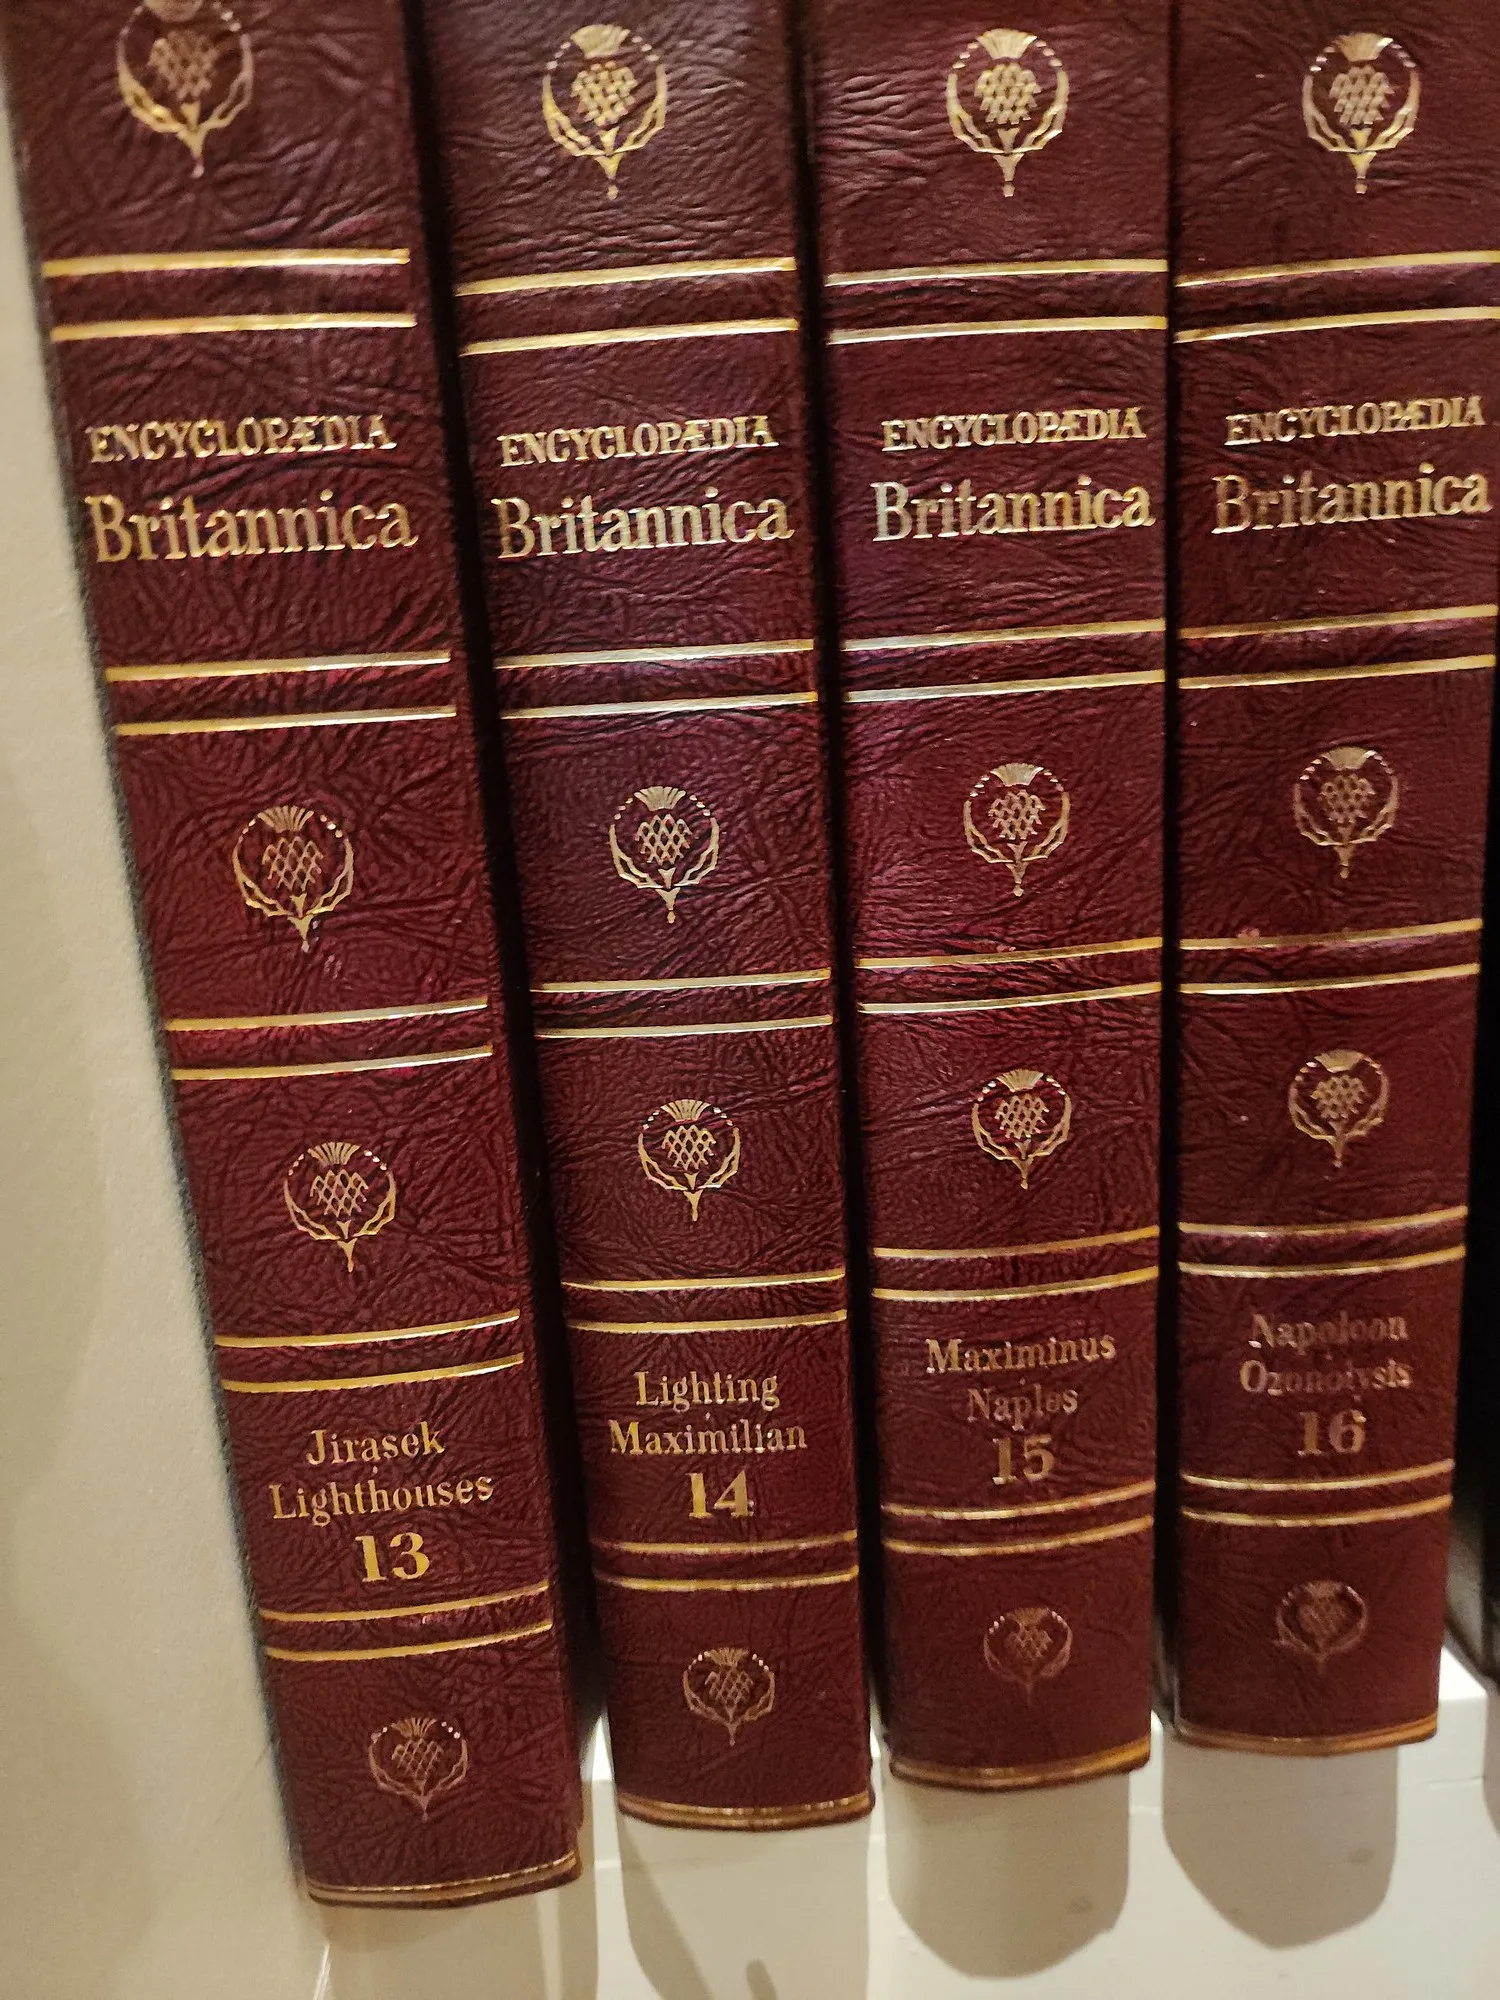 ENCYCLOPÆDIA
Britannica
Jirasek
Lighthouses
13
ENCYCLOPÆDIA
Britannica
Lighting
Maximilian
14
ENCYCLOPÆDIA
Britannica
Maximinus
Naples
15
ENCYCLOPÆDIA
Britannica
Napoleon
Ozonolysis
16